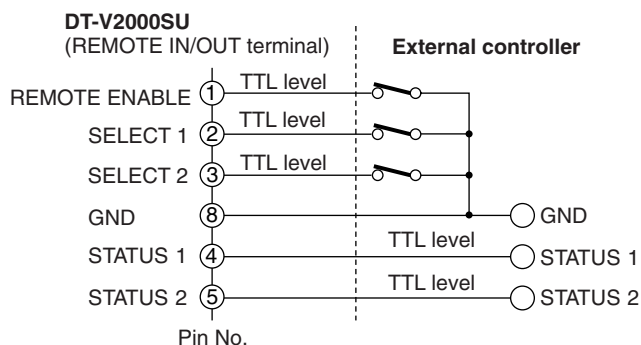 DT-V2000SU
(REMOTE IN/OUT terminal)
External controller
REMOTE ENABLE 1 TTL level
SELECT 1 2 TTL level
SELECT 2 3 TTL level
GND 8 GND
STATUS 1 4 TTL level STATUS 1
STATUS 2 5 TTL level STATUS 2
Pin No.